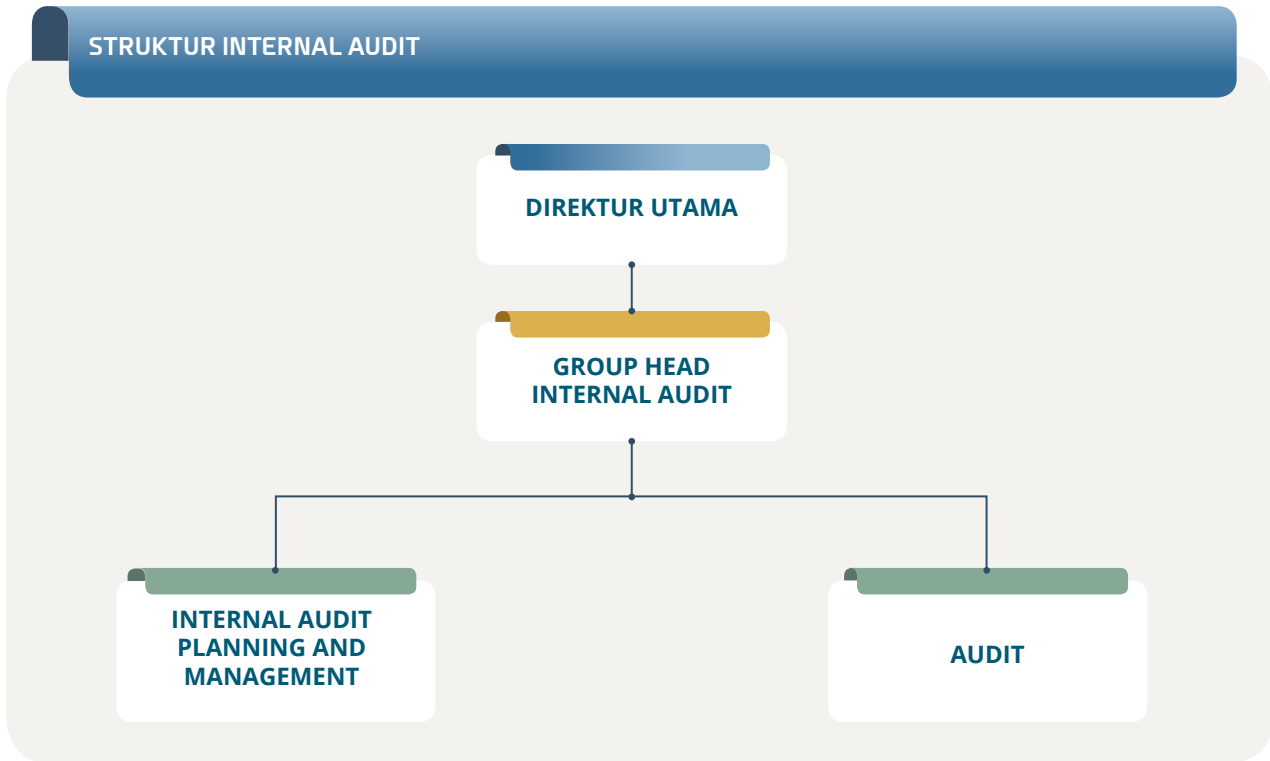 STRUKTUR INTERNAL AUDIT
DIREKTUR UTAMA
GROUP HEAD
INTERNAL AUDIT
INTERNAL AUDIT
PLANNING AND
MANAGEMENT
AUDIT